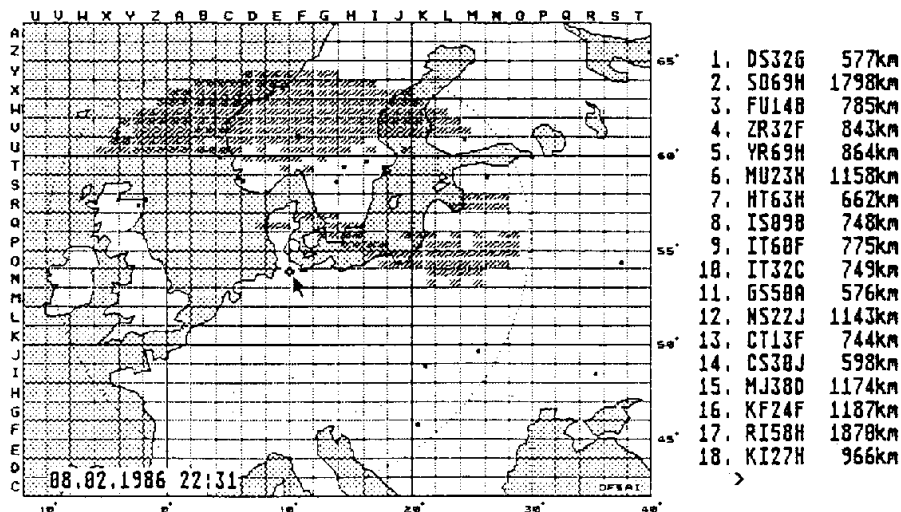 U V W X Y Z A B C D E F G H I J K L M N O P Q R S T
A
Z
Y
X
W
V
U
T
S
R
Q
P
O
N
M
L
K
J
I
H
G
F
E
D
C
65°
60°
55°
50°
45°
08.02.1986 22:31
DF5AI
10° 0° 10° 20° 30° 40°
1. DS32G 577km
2. SO69H 1798km
3. FU14B 785km
4. ZR32F 843km
5. YR69H 864km
6. MU23H 1158km
7. HT63H 662km
8. IS09B 748km
9. IT60F 775km
10. IT32C 749km
11. GS50A 576km
12. NS22J 1143km
13. CT13F 744km
14. CS30J 598km
15. MJ38D 1174km
16. KF24F 1187km
17. RI58H 1870km
18. KI27H 966km
>